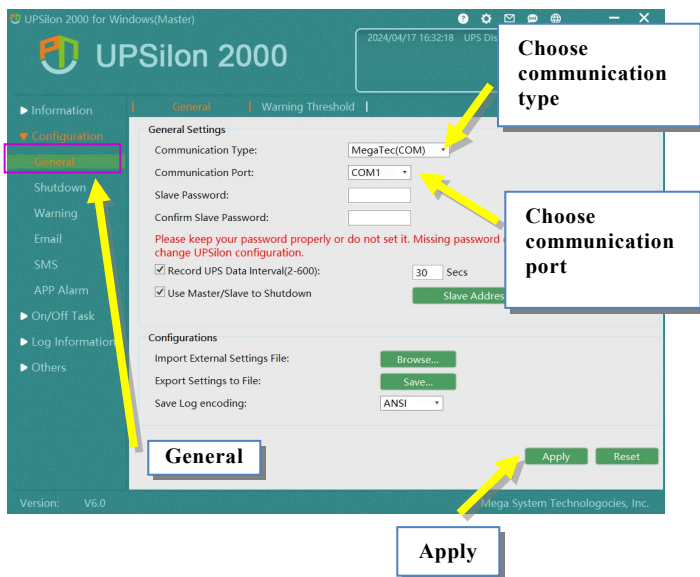 UPSilon 2000 for Windows(Master)
UPSilon 2000
2024/04/17 16:32:18 UPS Dis
Choose
communication
type
Information
General | Warning Threshold
Configuration
General
Shutdown
Warning
Email
SMS
APP Alarm
On/Off Task
Log Information
Others
General Settings
Communication Type: MegaTec(COM)
Communication Port: COM1
Slave Password:
Confirm Slave Password:
Please keep your password properly or do not set it. Missing password
change UPSilon configuration.
Record UPS Data Interval(2-600): 30 Secs
Use Master/Slave to Shutdown Slave Addres
Choose
communication
port
Configurations
Import External Settings File: Browse...
Export Settings to File: Save...
Save Log encoding: ANSI
General
Apply Reset
Version: V6.0 Mega System Technologocies, Inc.
Apply